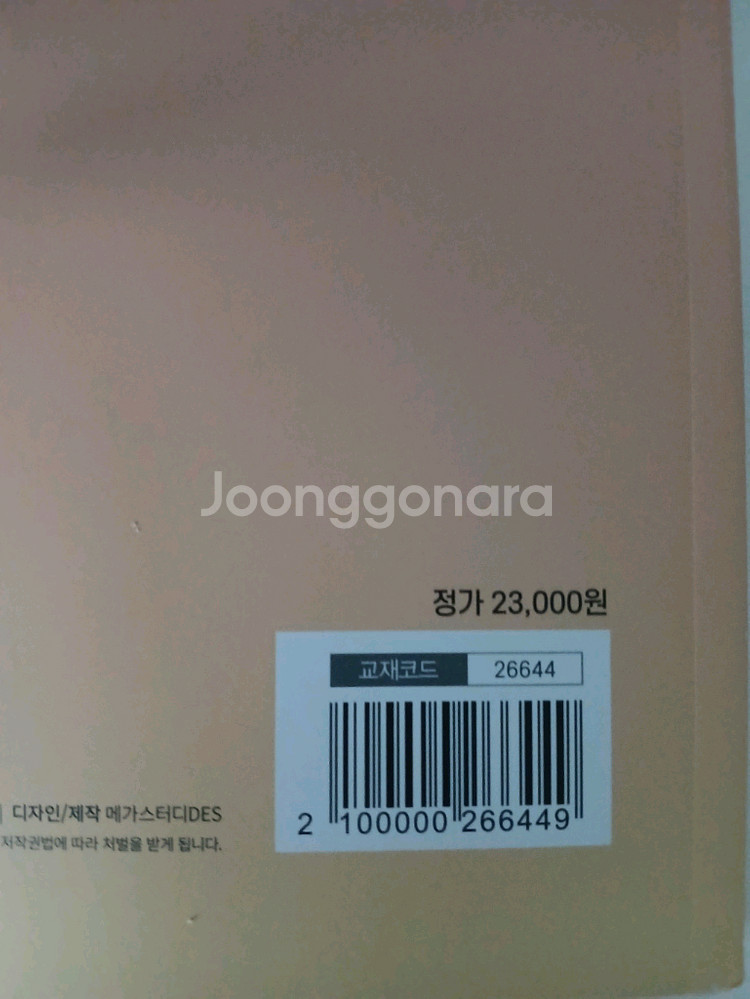 Joonggonara
정가 23,000원
교재코드 26644
2 100000 266449
디자인/제작 메가스터디DES
저작권법에 따라 처벌을 받게 됩니다.